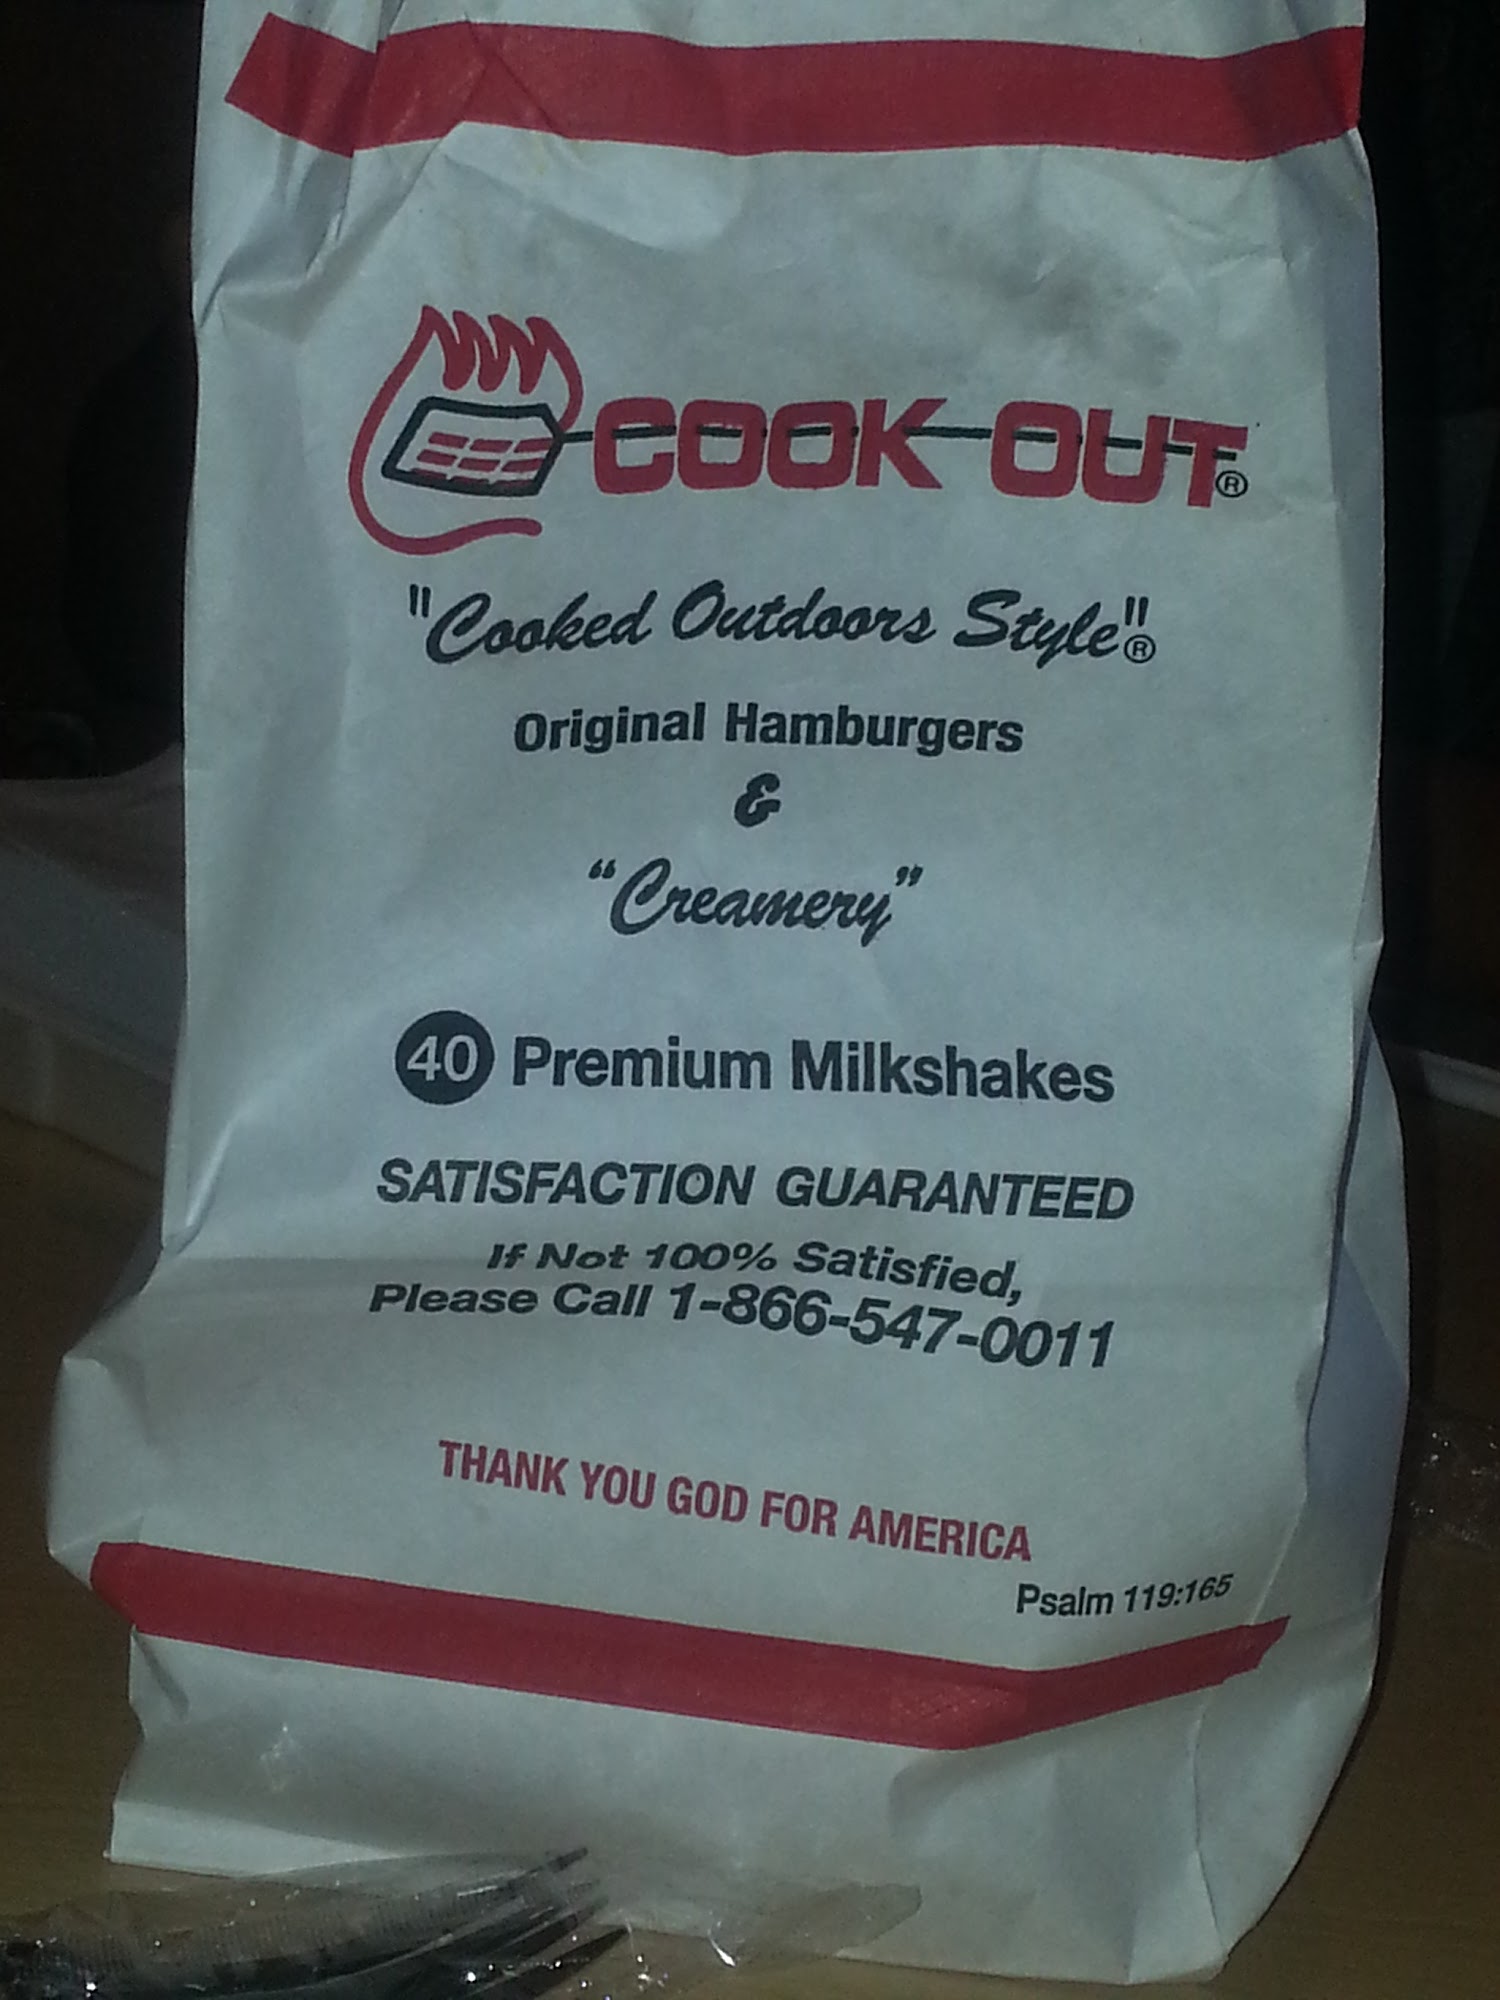 COOK OUT®
"Cooked Outdoors Style"®
Original Hamburgers
&
“Creamery”
40 Premium Milkshakes
SATISFACTION GUARANTEED
If Not 100% Satisfied,
Please Call 1-866-547-0011
THANK YOU GOD FOR AMERICA
Psalm 119:165